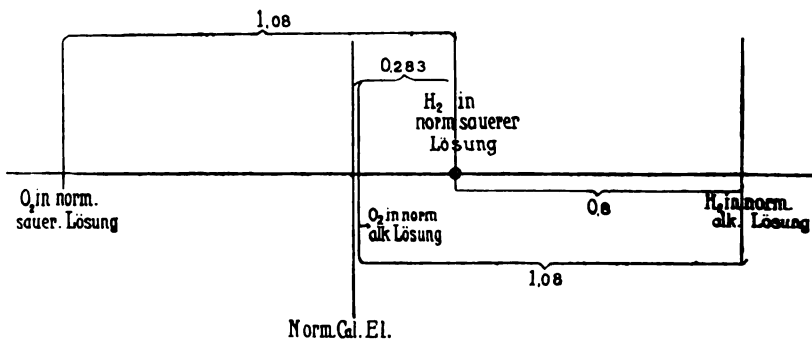 1,08
0,283
H₂ in
norm sauerer
Lösung
O₂ in norm.
sauer. Lösung
O₂ in norm
alk Lösung
0,8
H₂ in norm.
alk. Lösung
1,08
Norm. Cal. El.